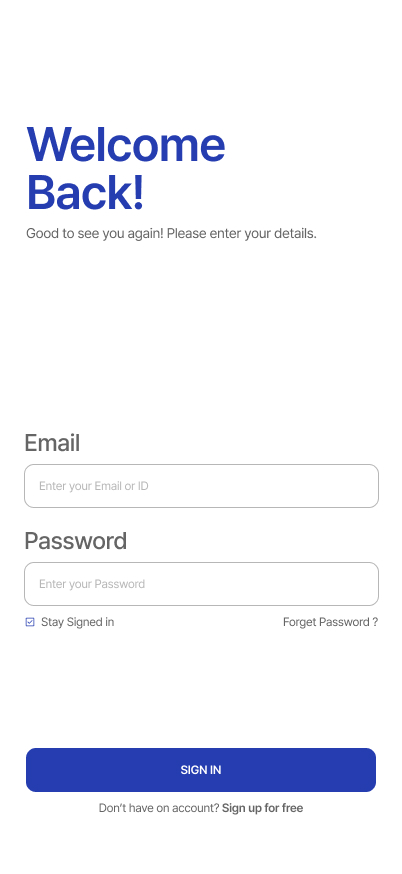 Welcome
Back!
Good to see you again! Please enter your details.
Email
Enter your Email or ID
Password
Enter your Password
Stay Signed in
Forget Password ?
SIGN IN
Don't have on account? Sign up for free